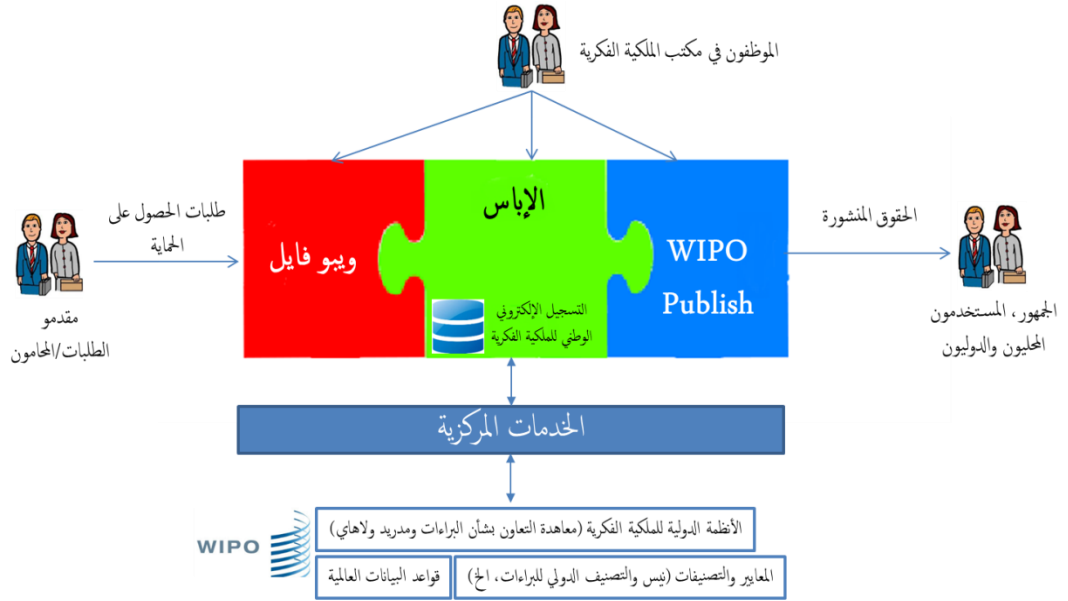 الموظفون في مكتب الملكية الفكرية
طلبات الحصول على
الحماية
مقدمو
الطلبات/المحامون
ويبو فايل
الإباس
التسجيل الإلكتروني
الوطني للملكية الفكرية
WIPO
Publish
الحقوق المنشورة
الجمهور، المستخدمون
المحليون والدوليون
الخدمات المركزية
WIPO
الأنظمة الدولية للملكية الفكرية (معاهدة التعاون بشأن البراءات ومدريد ولاهاي)
المعايير والتصنيفات (نيس والتصنيف الدولي للبراءات، الخ)
قواعد البيانات العالمية